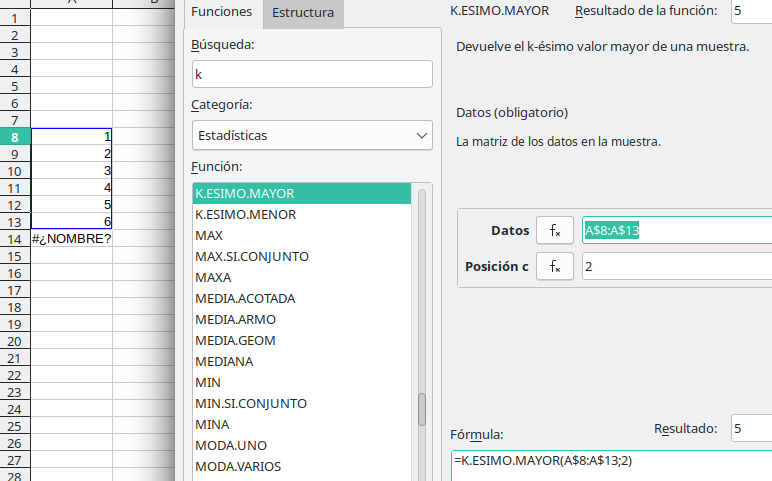 Funciones
Estructura
Búsqueda:
k
Categoría:
Estadísticas
Función:
K.ESIMO.MAYOR
K.ESIMO.MENOR
MAX
MAX.SI.CONJUNTO
MAXA
MEDIA.ACOTADA
MEDIA.ARMO
MEDIA.GEOM
MEDIANA
MIN
MIN.SI.CONJUNTO
MINA
MODA.UNO
MODA.VARIOS
K.ESIMO.MAYOR Resultado de la función: 5
Devuelve el k-ésimo valor mayor de una muestra.
Datos (obligatorio)
La matriz de los datos en la muestra.
Datos fx A$8:A$13
Posición c fx 2
Fórmula: Resultado: 5
=K.ESIMO.MAYOR(A$8:A$13;2)
1
2
3
4
5
6
7
8 1
9 2
10 3
11 4
12 5
13 6
14 #¿NOMBRE?
15
16
17
18
19
20
21
22
23
24
25
26
27
28